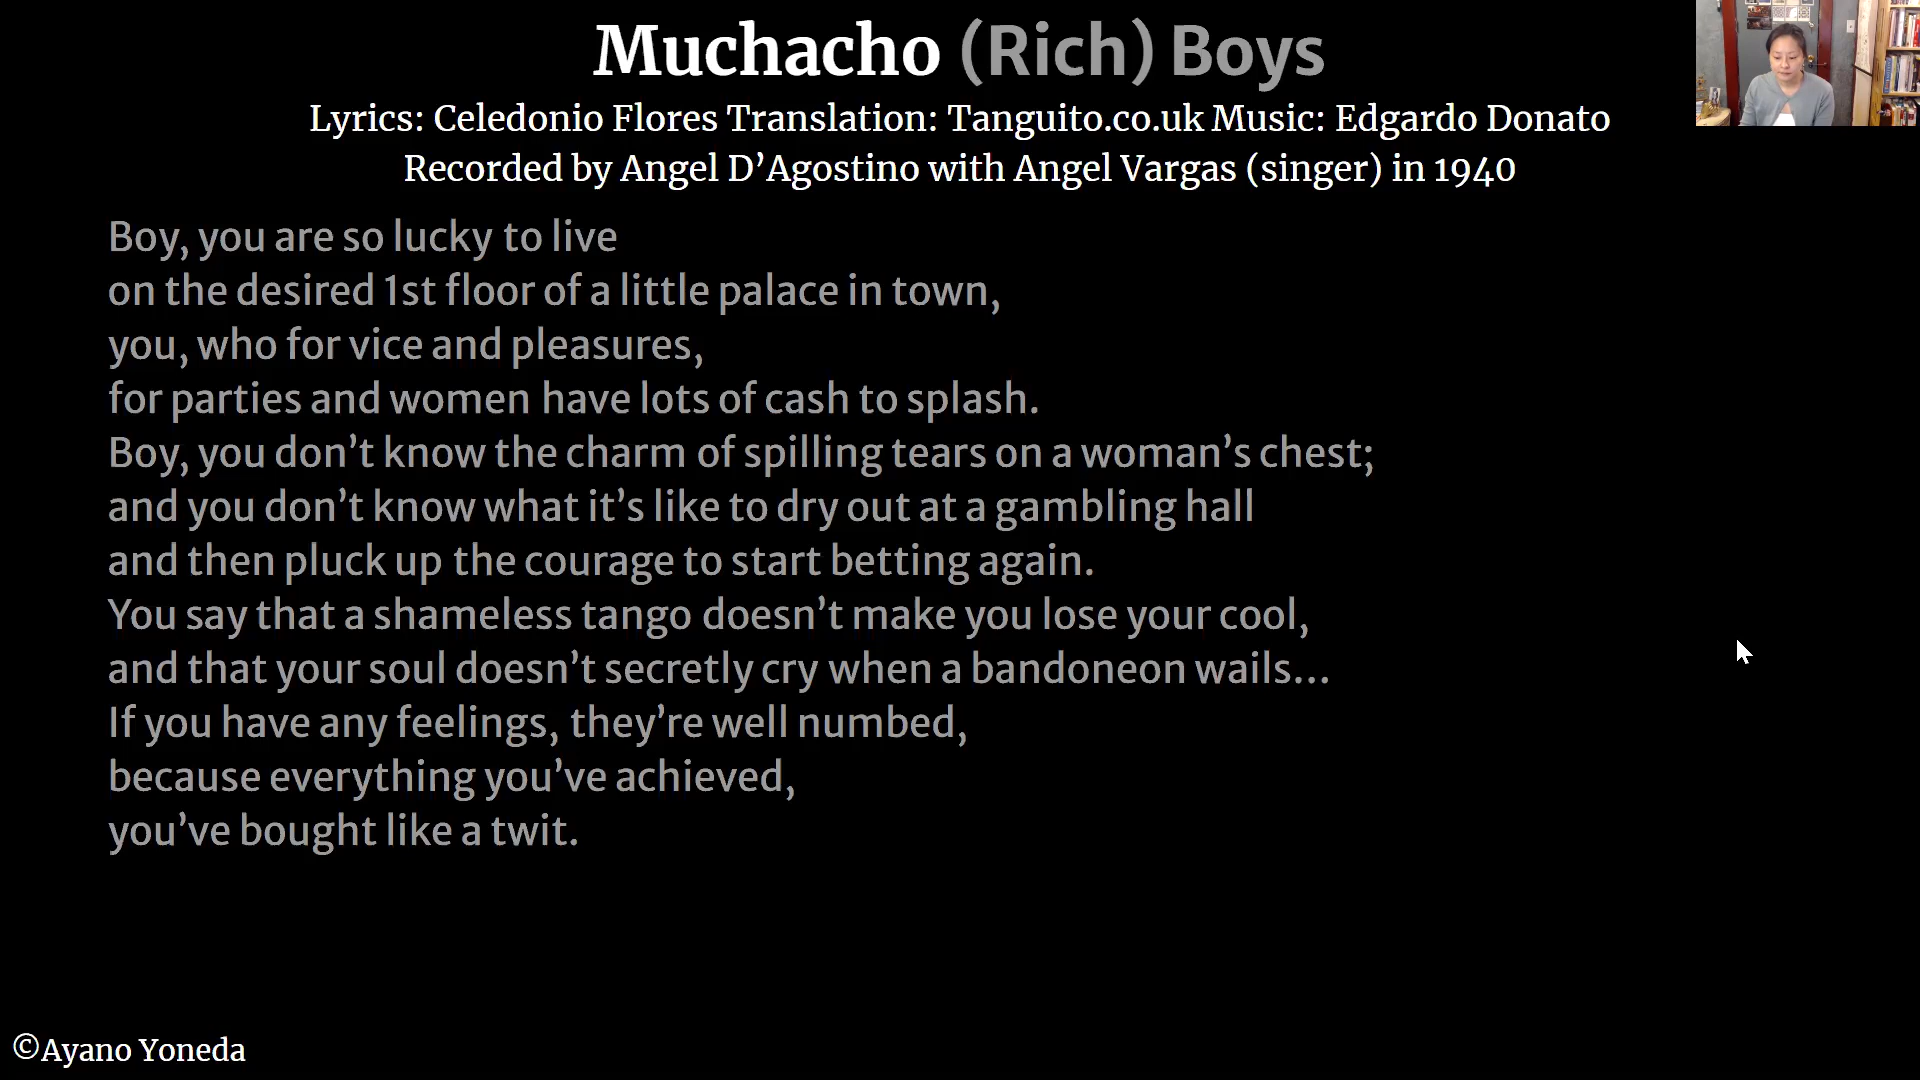 Muchacho (Rich) Boys
Lyrics: Celedonio Flores Translation: Tanguito.co.uk Music: Edgardo Donato
Recorded by Angel D’Agostino with Angel Vargas (singer) in 1940
Boy, you are so lucky to live
on the desired 1st floor of a little palace in town,
you, who for vice and pleasures,
for parties and women have lots of cash to splash.
Boy, you don’t know the charm of spilling tears on a woman’s chest;
and you don’t know what it’s like to dry out at a gambling hall
and then pluck up the courage to start betting again.
You say that a shameless tango doesn’t make you lose your cool,
and that your soul doesn’t secretly cry when a bandoneon wails...
If you have any feelings, they’re well numbed,
because everything you’ve achieved,
you’ve bought like a twit.
©Ayano Yoneda